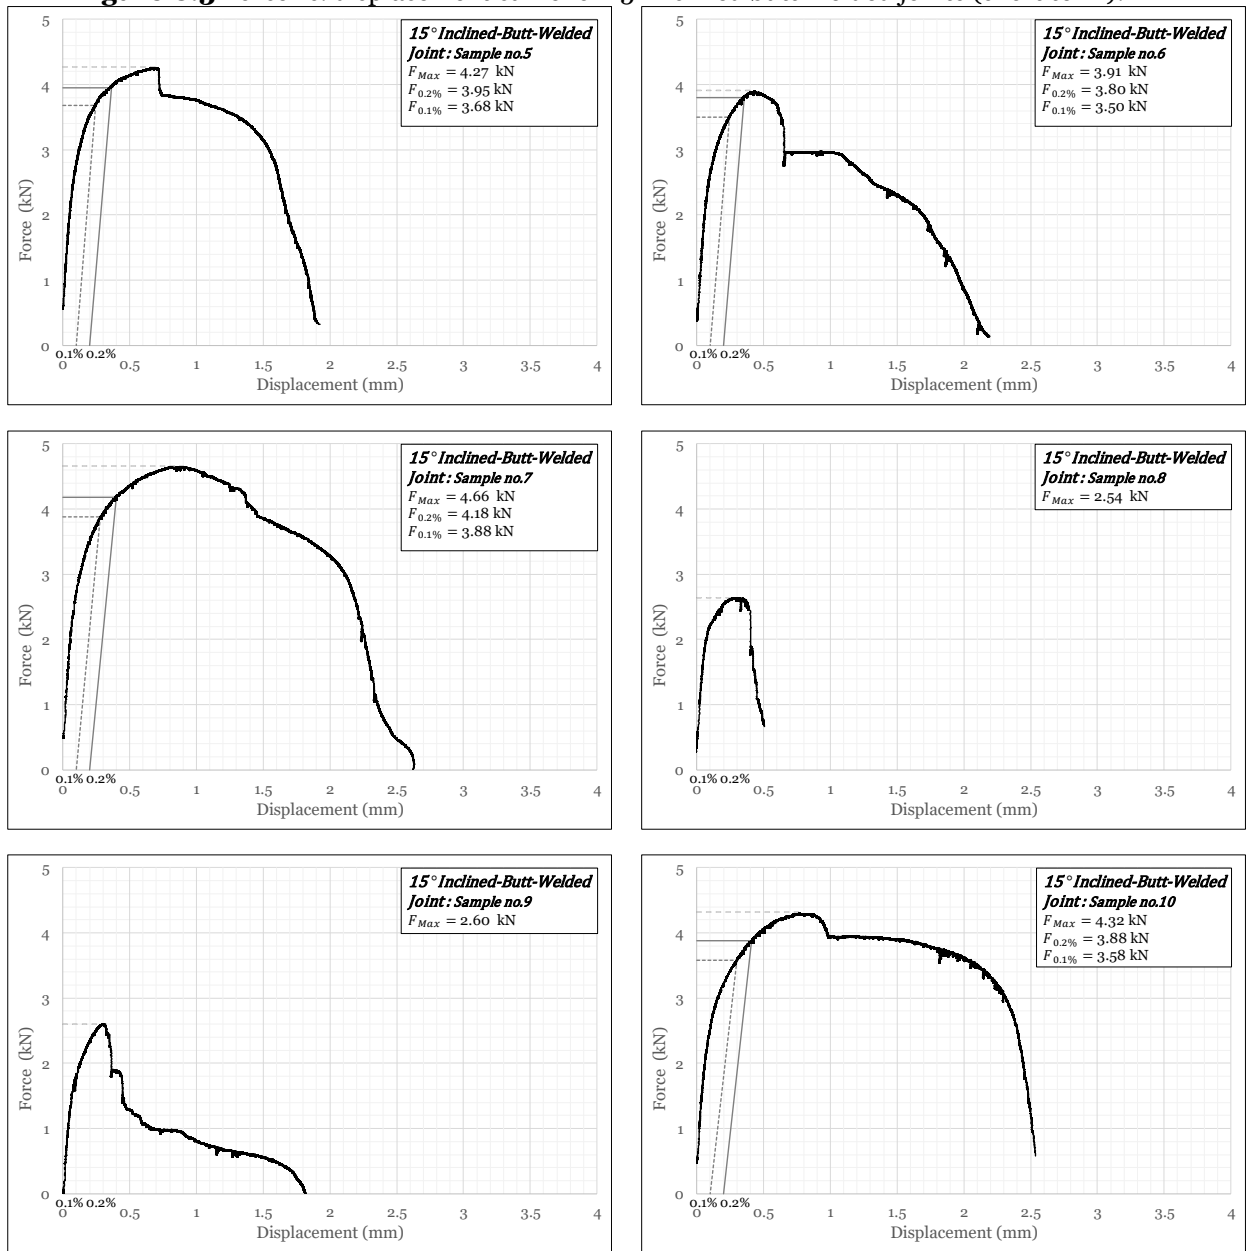 15° Inclined-Butt-Welded
Joint : Sample no.5
F_Max = 4.27 kN
F_0.2% = 3.95 kN
F_0.1% = 3.68 kN
5
4
3
2
1
0
Force (kN)
0.1% 0.2%
0 0.5 1 1.5 2 2.5 3 3.5 4
Displacement (mm)
15° Inclined-Butt-Welded
Joint : Sample no.6
F_Max = 3.91 kN
F_0.2% = 3.80 kN
F_0.1% = 3.50 kN
5
4
3
2
1
0
Force (kN)
0.1% 0.2%
0 0.5 1 1.5 2 2.5 3 3.5 4
Displacement (mm)
15° Inclined-Butt-Welded
Joint : Sample no.7
F_Max = 4.66 kN
F_0.2% = 4.18 kN
F_0.1% = 3.88 kN
5
4
3
2
1
0
Force (kN)
0.1% 0.2%
0 0.5 1 1.5 2 2.5 3 3.5 4
Displacement (mm)
15° Inclined-Butt-Welded
Joint : Sample no.8
F_Max = 2.54 kN
5
4
3
2
1
0
Force (kN)
0.1% 0.2%
0 0.5 1 1.5 2 2.5 3 3.5 4
Displacement (mm)
15° Inclined-Butt-Welded
Joint : Sample no.9
F_Max = 2.60 kN
5
4
3
2
1
0
Force (kN)
0.1% 0.2%
0 0.5 1 1.5 2 2.5 3 3.5 4
Displacement (mm)
15° Inclined-Butt-Welded
Joint : Sample no.10
F_Max = 4.32 kN
F_0.2% = 3.88 kN
F_0.1% = 3.58 kN
5
4
3
2
1
0
Force (kN)
0.1% 0.2%
0 0.5 1 1.5 2 2.5 3 3.5 4
Displacement (mm)